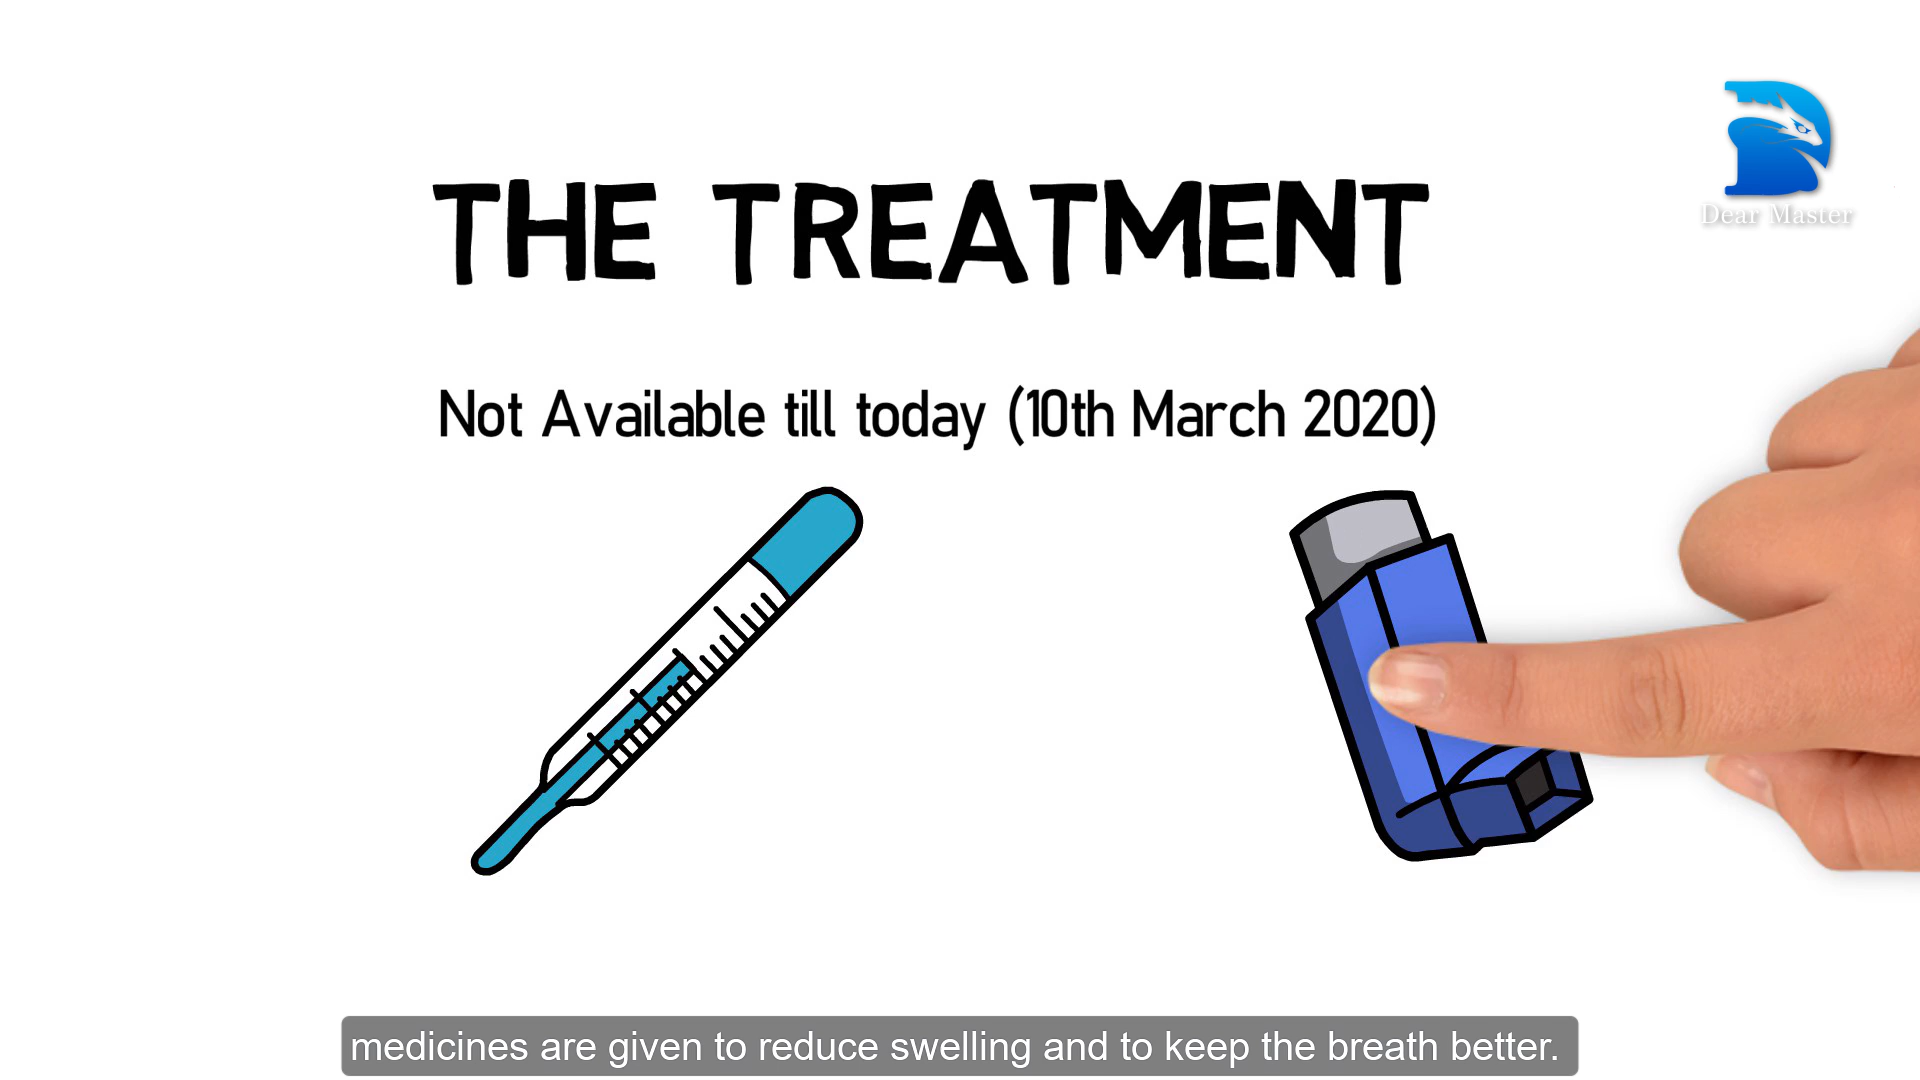 Dear Master
THE TREATMENT
Not Available till today (10th March 2020)
medicines are given to reduce swelling and to keep the breath better.